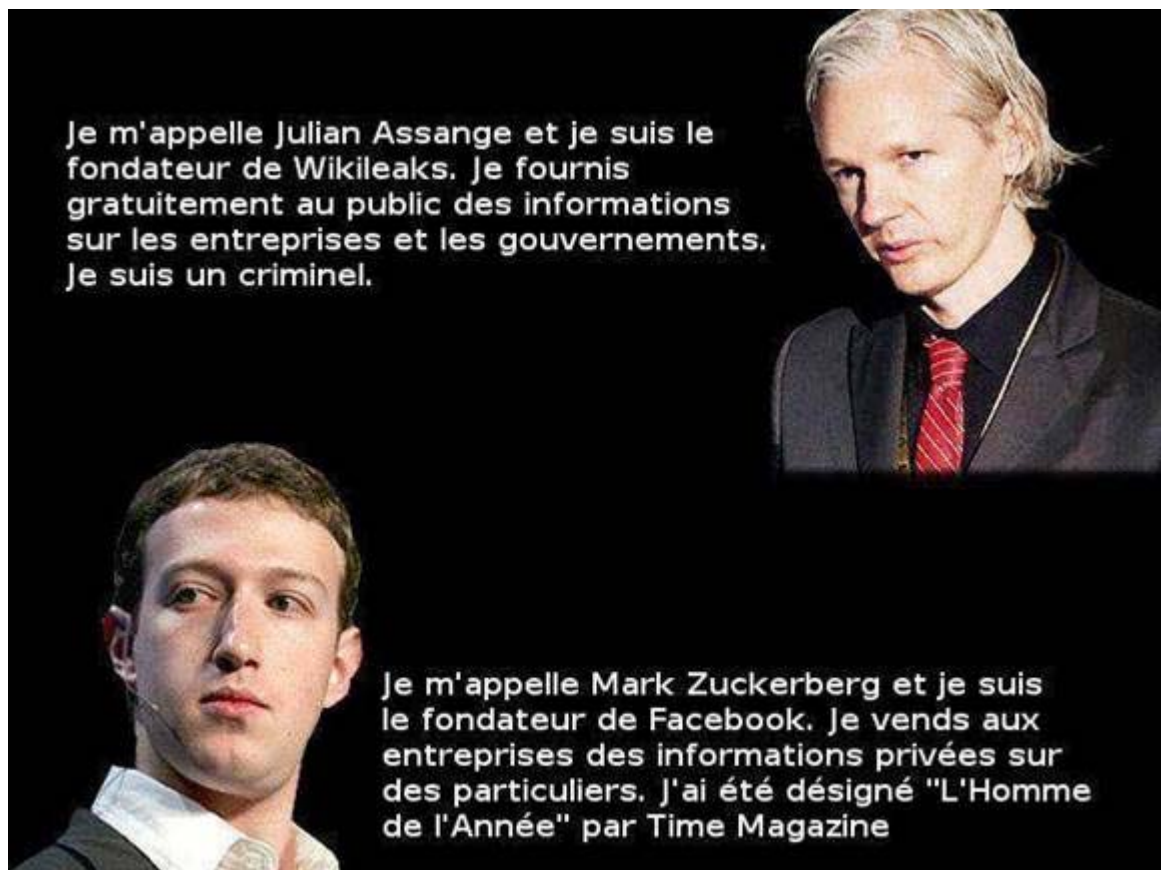 Je m'appelle Julian Assange et je suis le
fondateur de Wikileaks. Je fournis
gratuitement au public des informations
sur les entreprises et les gouvernements.
Je suis un criminel.
Je m'appelle Mark Zuckerberg et je suis
le fondateur de Facebook. Je vends aux
entreprises des informations privées sur
des particuliers. J'ai été désigné "L'Homme
de l'Année" par Time Magazine